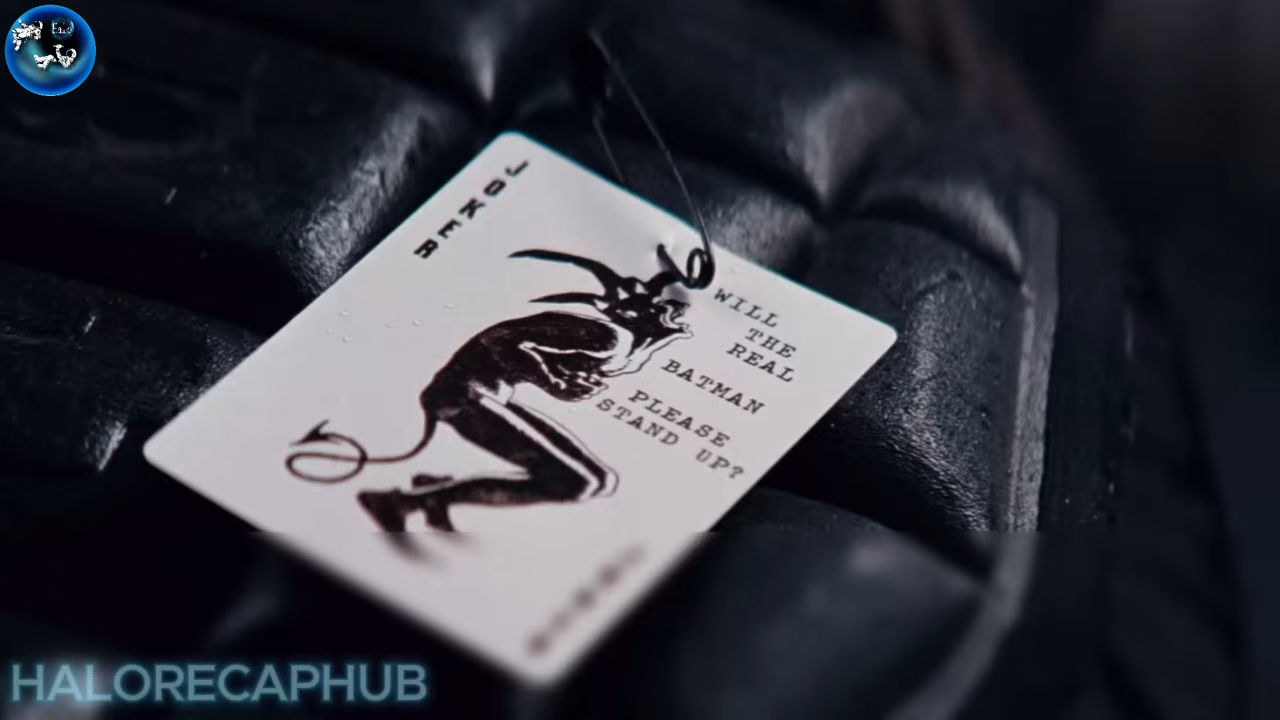 JOKER
WILL
THE
REAL
BATMAN
PLEASE
STAND UP?
HALORECAPHUB